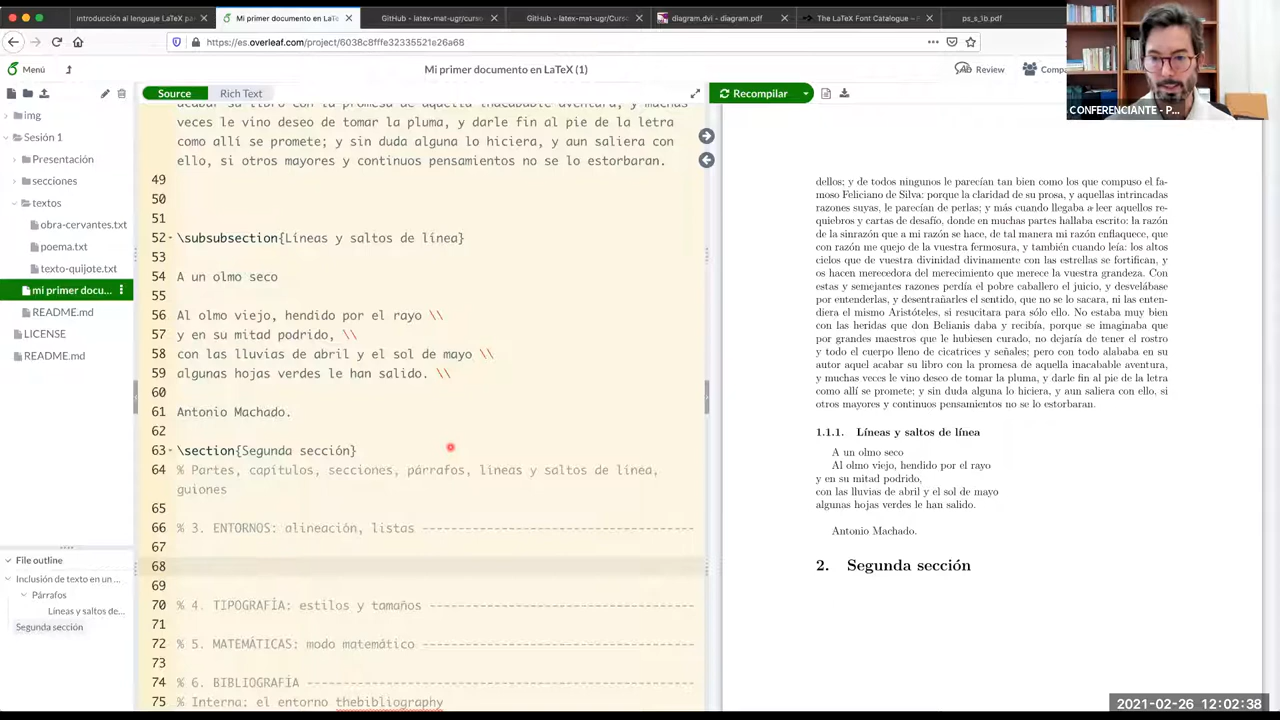 introducción al lenguaje LaTeX pa
Mi primer documento en LaTe
GitHub - latex-mat-ugr/curso
GitHub - latex-mat-ugr/Curso
diagram.dvi - diagram.pdf
The LaTeX Font Catalogue – F
ps_s_1b.pdf
https://es.overleaf.com/project/6038c8fffe32335521e26a68
Menú
Mi primer documento en LaTeX (1)
Review
Source
Rich Text
Recompilar
CONFERENCIANTE - P...
img
Sesión 1
Presentación
secciones
textos
obra-cervantes.txt
poema.txt
texto-quijote.txt
mi primer docu...
README.md
LICENSE
README.md
File outline
Inclusión de texto en un ...
Párrafos
Líneas y saltos de...
Segunda sección
acabar su libro con la promesa de aquella inacabable aventura, y muchas
veces le vino deseo de tomar la pluma, y darle fin al pie de la letra
como allí se promete; y sin duda alguna lo hiciera, y aun saliera con
ello, si otros mayores y continuos pensamientos no se lo estorbaran.
49
50
51
52 \subsubsection{Líneas y saltos de línea}
53
54 A un olmo seco
55
56 Al olmo viejo, hendido por el rayo \\
57 y en su mitad podrido, \\
58 con las lluvias de abril y el sol de mayo \\
59 algunas hojas verdes le han salido. \\
60
61 Antonio Machado.
62
63 \section{Segunda sección}
64 % Partes, capítulos, secciones, párrafos, líneas y saltos de línea,
guiones
65
66 % 3. ENTORNOS: alineación, listas -----------------------------------
67
68
69
70 % 4. TIPOGRAFÍA: estilos y tamaños ----------------------------------
71
72 % 5. MATEMÁTICAS: modo matemático -----------------------------------
73
74 % 6. BIBLIOGRAFÍA ------------------------------------------------
75 % Interna: el entorno thebibliography
dellos; y de todos ningunos le parecían tan bien como los que compuso el fa-
moso Feliciano de Silva: porque la claridad de su prosa, y aquellas intrincadas
razones suyas, le parecían de perlas; y más cuando llegaba a leer aquellos re-
quiebros y cartas de desafío, donde en muchas partes hallaba escrito: la razón
de la sinrazón que a mi razón se hace, de tal manera mi razón enflaquece, que
con razón me quejo de la vuestra fermosura, y también cuando leía: los altos
cielos que de vuestra divinidad divinamente con las estrellas se fortifican, y
os hacen merecedora del merecimiento que merece la vuestra grandeza. Con
estas y semejantes razones perdía el pobre caballero el juicio, y desvelábase
por entenderlas, y desentrañarles el sentido, que no se lo sacara, ni las enten-
diera el mismo Aristóteles, si resucitara para sólo ello. No estaba muy bien
con las heridas que don Belianis daba y recibía, porque se imaginaba que
por grandes maestros que le hubiesen curado, no dejaría de tener el rostro
y todo el cuerpo lleno de cicatrices y señales; pero con todo alababa en su
autor aquel acabar su libro con la promesa de aquella inacabable aventura,
y muchas veces le vino deseo de tomar la pluma, y darle fin al pie de la letra
como allí se promete; y sin duda alguna lo hiciera, y aun saliera con ello, si
otros mayores y continuos pensamientos no se lo estorbaran.
1.1.1. Líneas y saltos de línea
A un olmo seco
Al olmo viejo, hendido por el rayo
y en su mitad podrido,
con las lluvias de abril y el sol de mayo
algunas hojas verdes le han salido.
Antonio Machado.
2. Segunda sección
2021-02-26 12:02:38